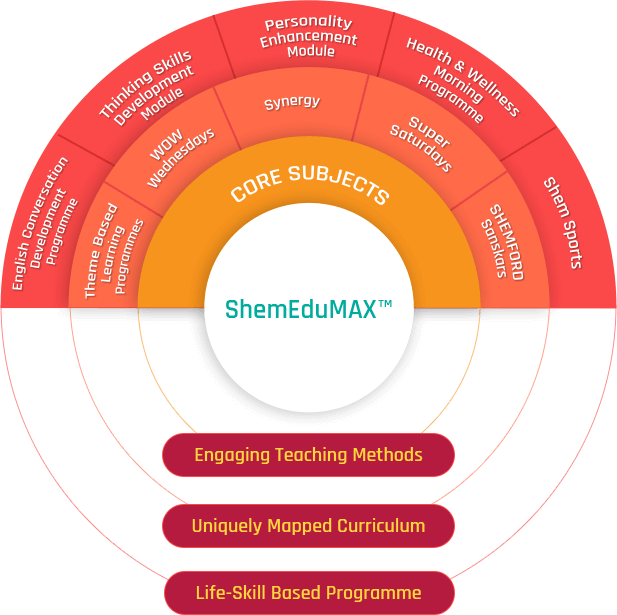 English Conversation
Development
Programme
Thinking Skills
Development
Module
Personality
Enhancement
Module
Health & Wellness
Morning
Programme
Shem Sports
Theme Based
Learning
Programmes
WOW
Wednesdays
Synergy
Super
Saturdays
SHEMFORD
Sanskars
CORE SUBJECTS
ShemEduMAX™
Engaging Teaching Methods
Uniquely Mapped Curriculum
Life-Skill Based Programme